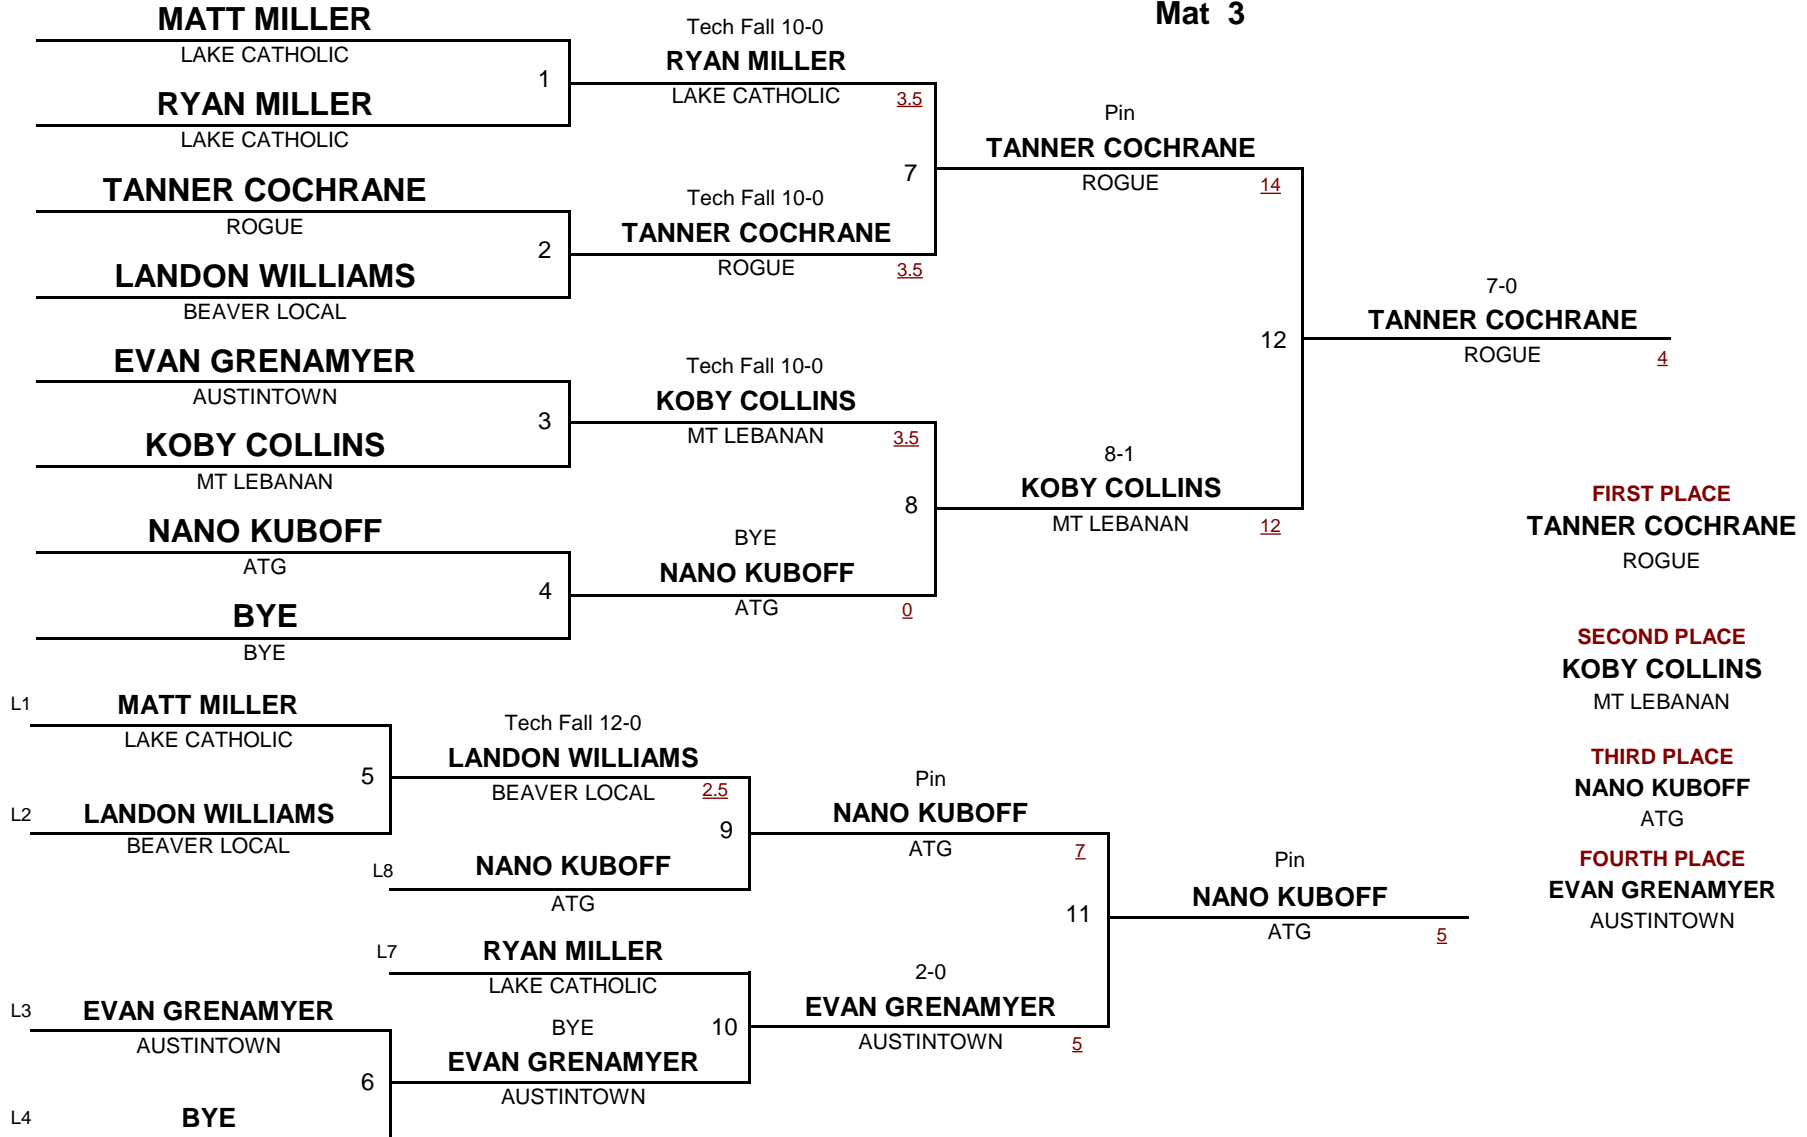 Mat 3
MATT MILLER
LAKE CATHOLIC
1
RYAN MILLER
LAKE CATHOLIC
Tech Fall 10-0
RYAN MILLER
LAKE CATHOLIC 3.5
TANNER COCHRANE
ROGUE
2
LANDON WILLIAMS
BEAVER LOCAL
Tech Fall 10-0
TANNER COCHRANE
ROGUE 3.5
7
Pin
TANNER COCHRANE
ROGUE 14
EVAN GRENAMYER
AUSTINTOWN
3
KOBY COLLINS
MT LEBANAN
Tech Fall 10-0
KOBY COLLINS
MT LEBANAN 3.5
NANO KUBOFF
ATG
4
BYE
BYE
BYE
NANO KUBOFF
ATG 0
8
8-1
KOBY COLLINS
MT LEBANAN 12
12
7-0
TANNER COCHRANE
ROGUE 4
FIRST PLACE
TANNER COCHRANE
ROGUE
SECOND PLACE
KOBY COLLINS
MT LEBANAN
THIRD PLACE
NANO KUBOFF
ATG
FOURTH PLACE
EVAN GRENAMYER
AUSTINTOWN
L1 MATT MILLER
LAKE CATHOLIC
5
L2 LANDON WILLIAMS
BEAVER LOCAL
Tech Fall 12-0
LANDON WILLIAMS
BEAVER LOCAL 2.5
9
L8 NANO KUBOFF
ATG
Pin
NANO KUBOFF
ATG 7
L7 RYAN MILLER
LAKE CATHOLIC
L3 EVAN GRENAMYER
AUSTINTOWN
6
L4 BYE
BYE
EVAN GRENAMYER
AUSTINTOWN
10
2-0
EVAN GRENAMYER
AUSTINTOWN 5
11
Pin
NANO KUBOFF
ATG 5